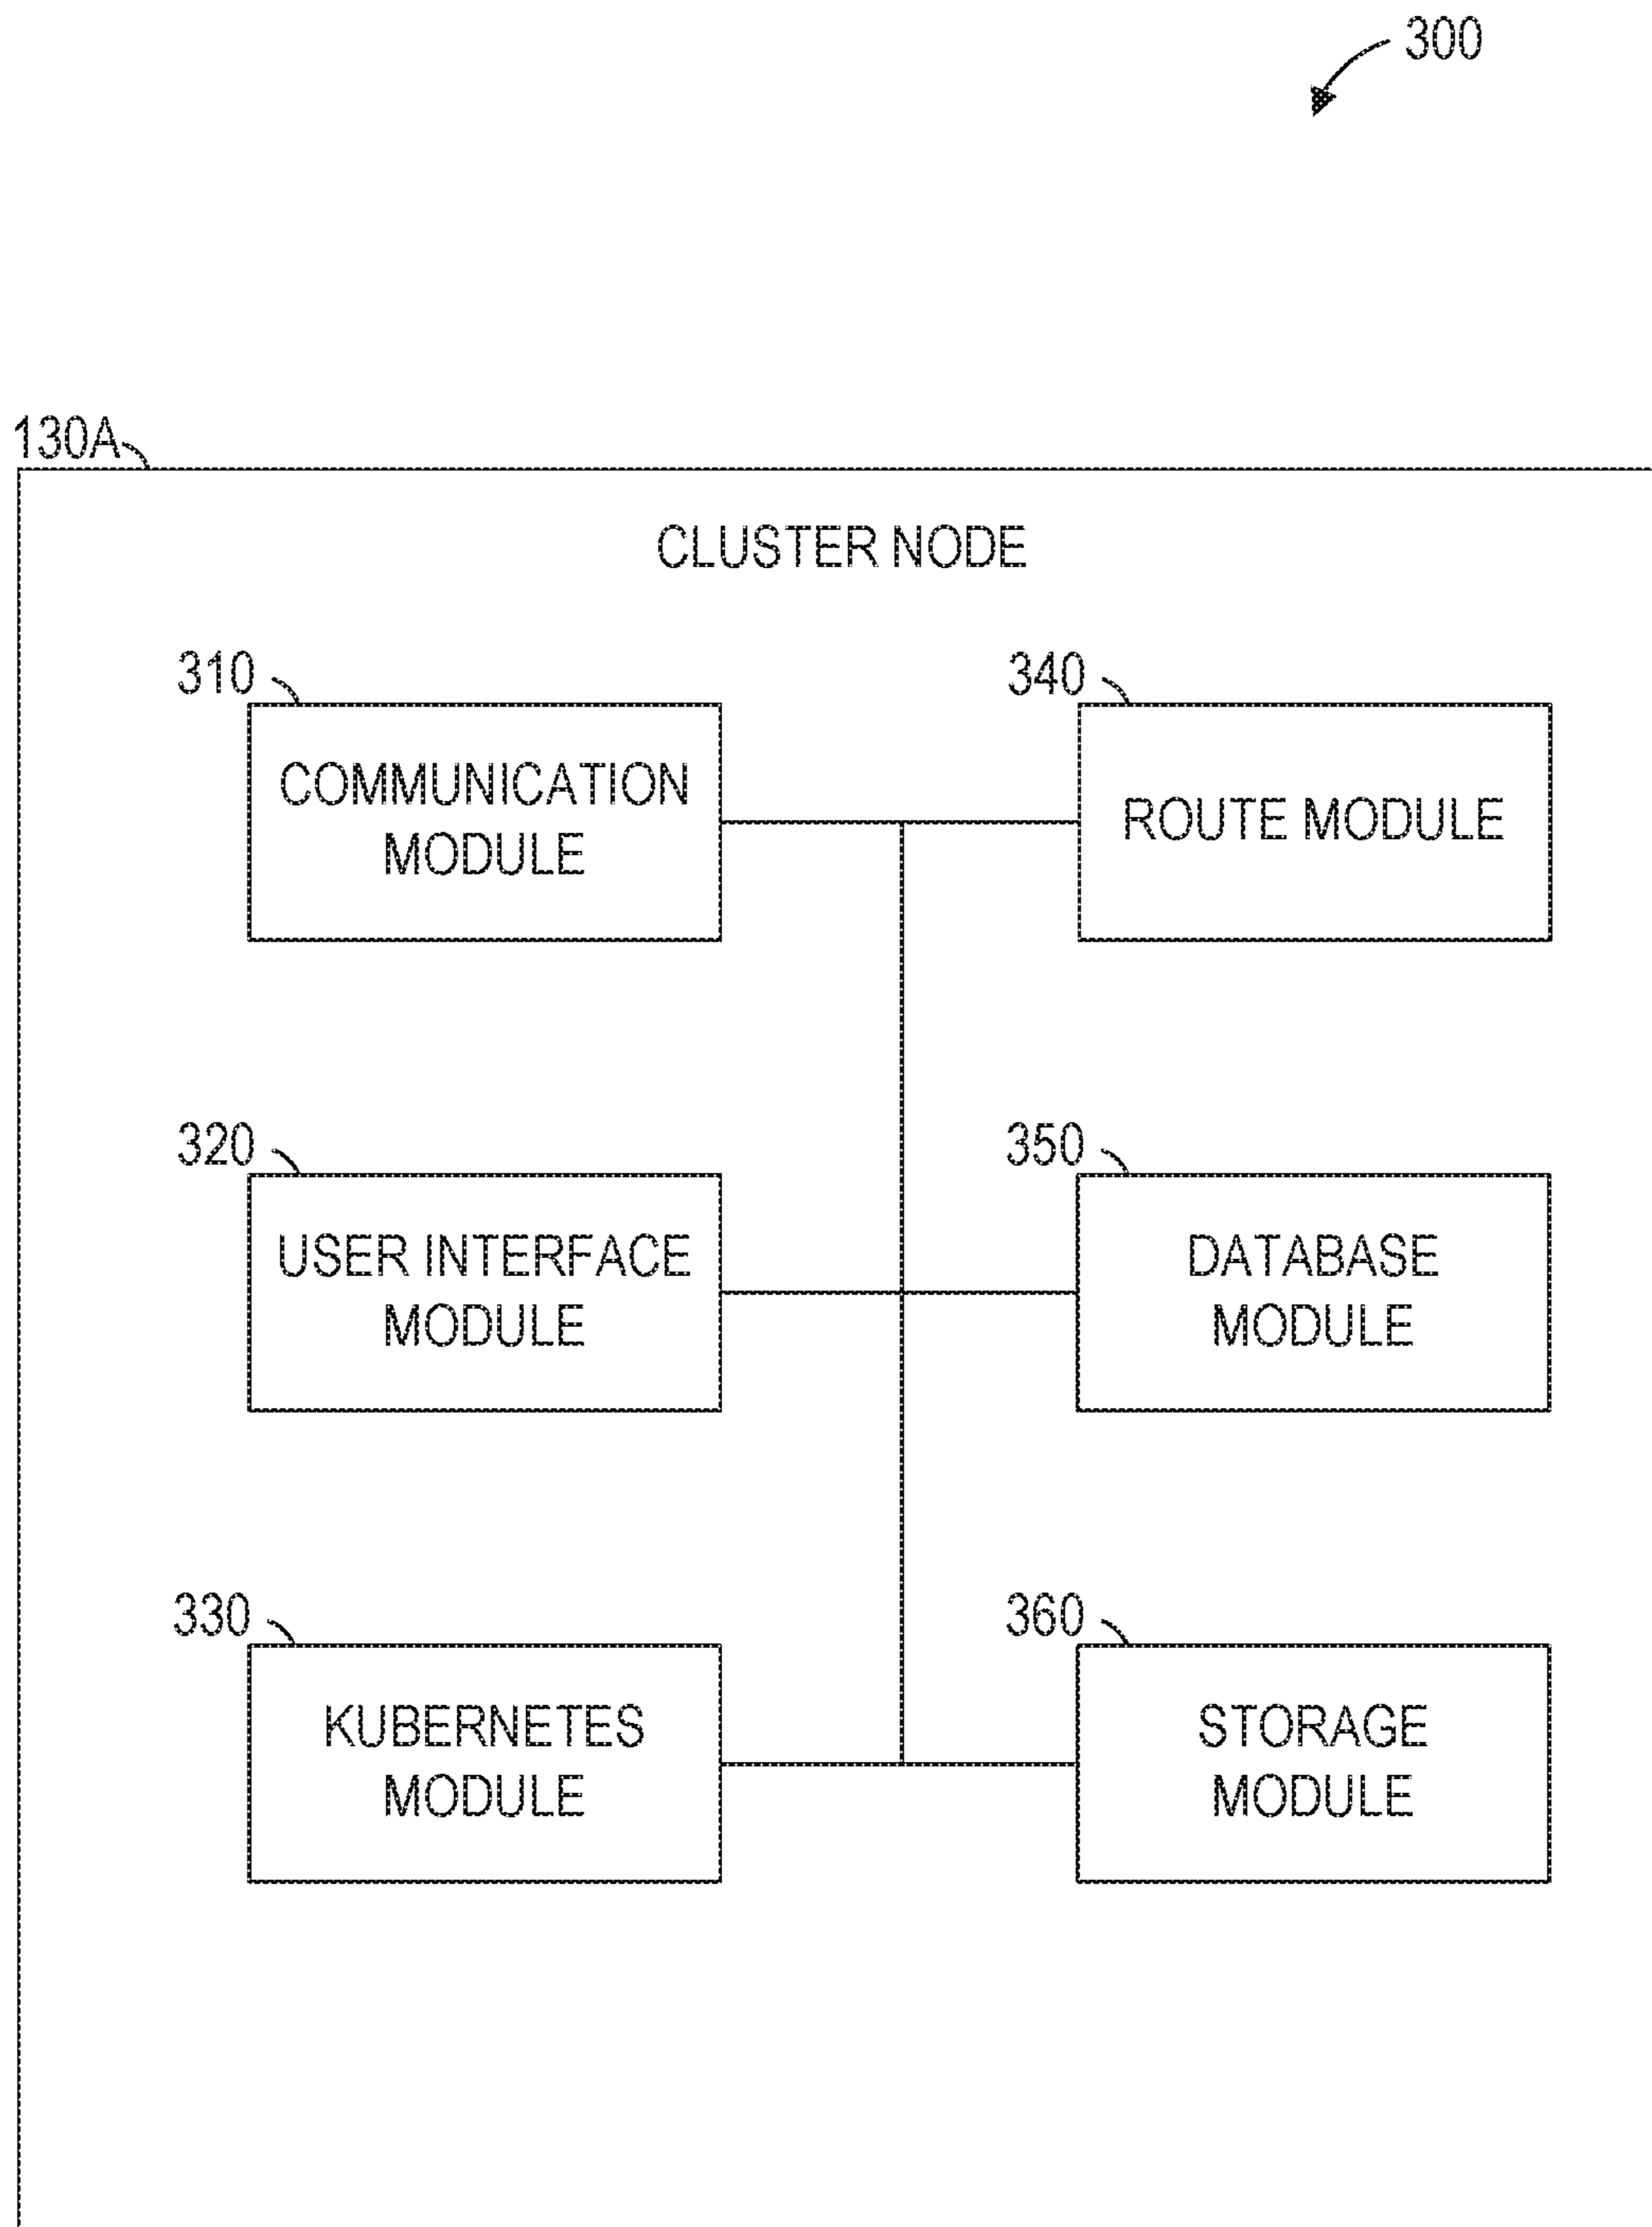 300
130A
CLUSTER NODE
310
340
COMMUNICATION
MODULE
ROUTE MODULE
320
350
USER INTERFACE
MODULE
DATABASE
MODULE
330
360
KUBERNETES
MODULE
STORAGE
MODULE